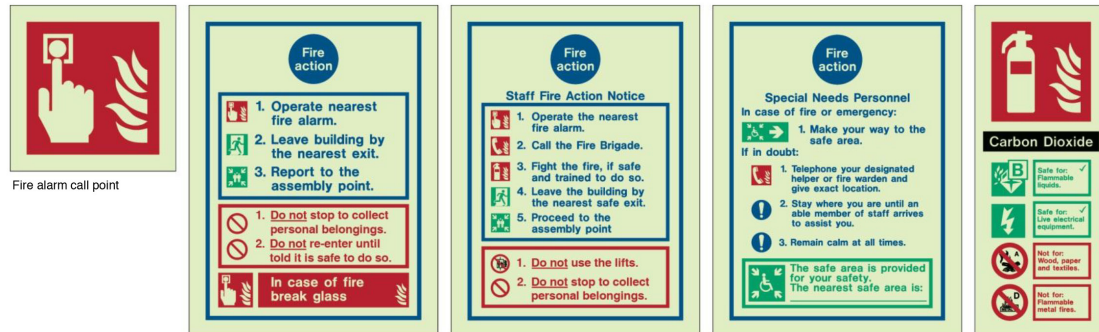 Fire alarm call point
Fire
action
1. Operate nearest
fire alarm.
2. Leave building by
the nearest exit.
3. Report to the
assembly point.
1. Do not stop to collect
personal belongings.
2. Do not re-enter until
told it is safe to do so.
In case of fire
break glass
Fire
action
Staff Fire Action Notice
1. Operate the nearest
fire alarm.
2. Call the Fire Brigade.
3. Fight the fire, if safe
and trained to do so.
4. Leave the building by
the nearest safe exit.
5. Proceed to the
assembly point
1. Do not use the lifts.
2. Do not stop to collect
personal belongings.
Fire
action
Special Needs Personnel
In case of fire or emergency:
1. Make your way to the
safe area.
If in doubt:
1. Telephone your designated
helper or fire warden and
give exact location.
2. Stay where you are until an
able member of staff arrives
to assist you.
3. Remain calm at all times.
The safe area is provided
for your safety.
The nearest safe area is:
Carbon Dioxide
B
Safe for:
Flammable
liquids.
Safe for:
Live electrical
equipment.
A
Not for:
Wood, paper
and textiles.
D
Not for:
Flammable
metal fires.